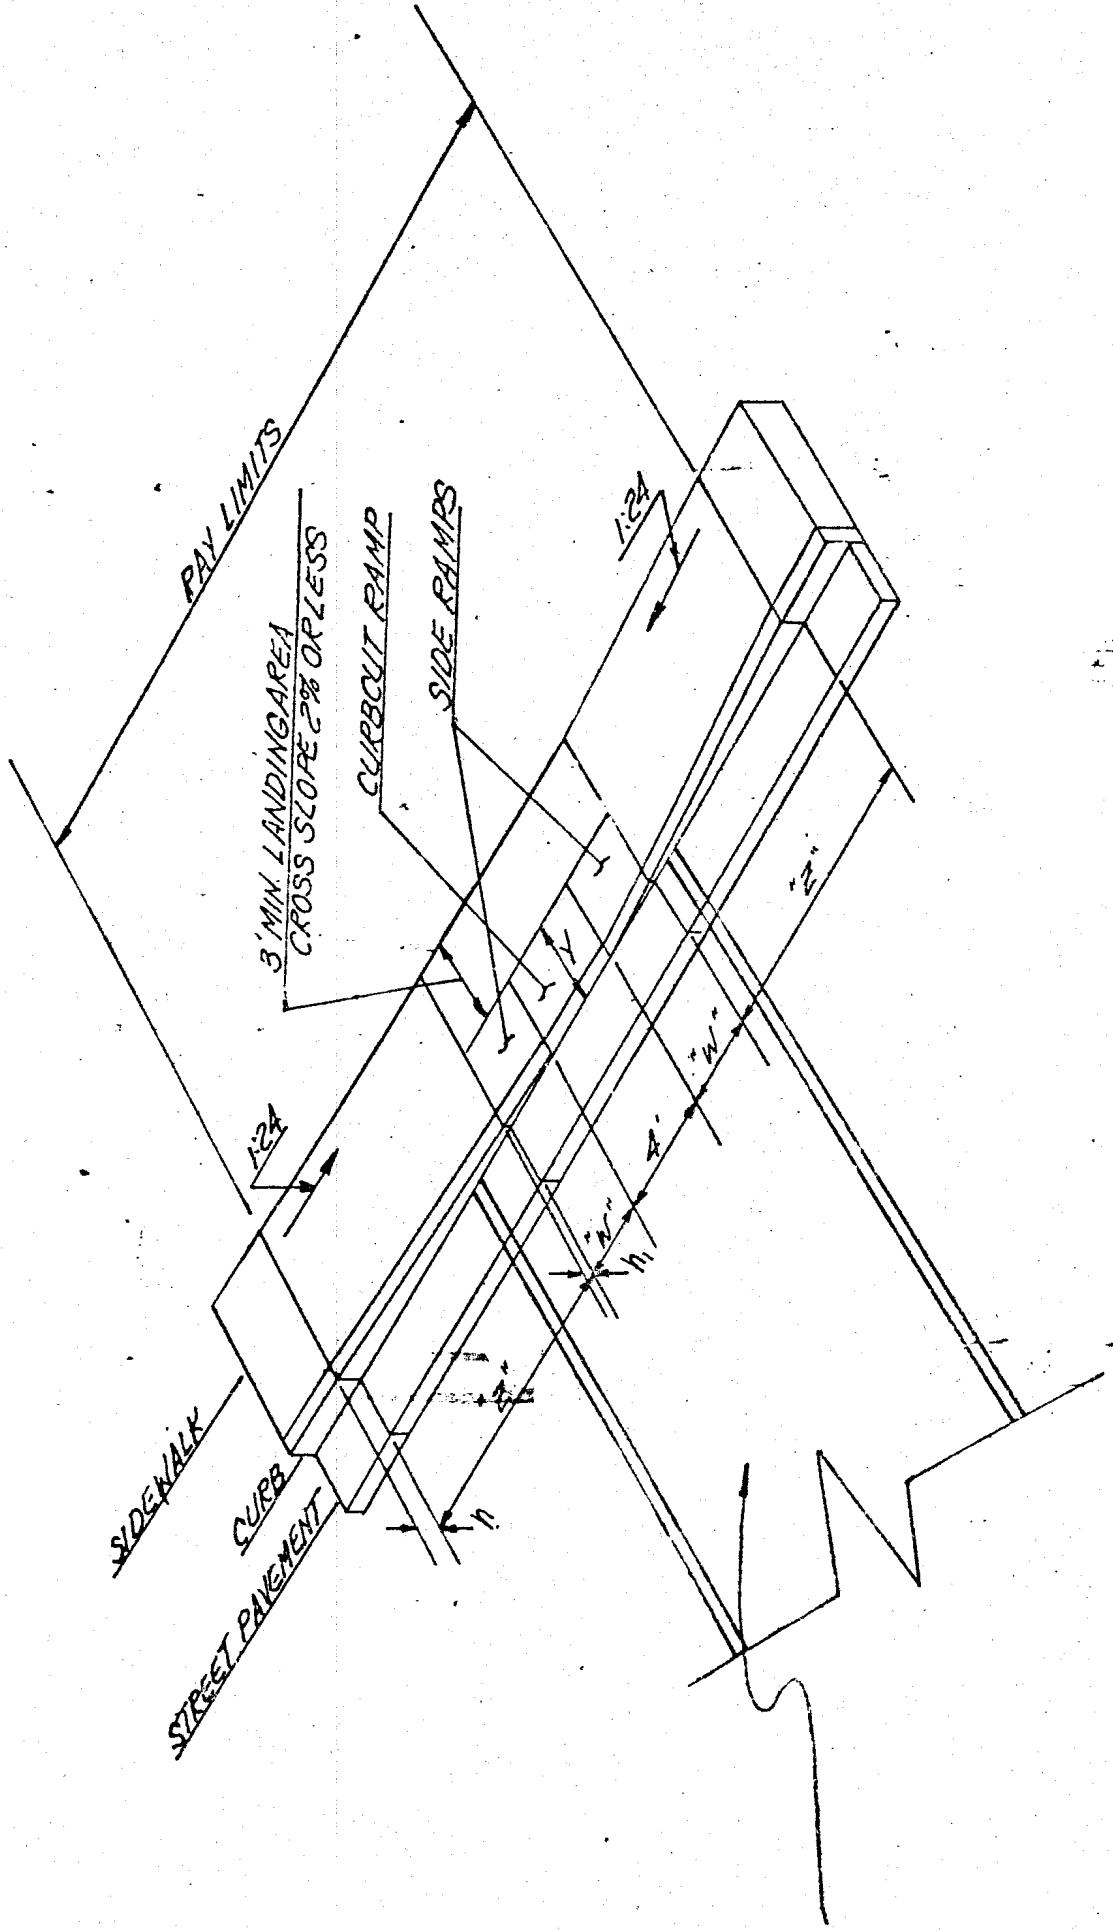 PAY LIMITS
3' MIN. LANDING AREA
CROSS SLOPE 2% OR LESS
CURBCUT RAMP
SIDE RAMPS
1:24
1:24
SIDEWALK
CURB
STREET PAVEMENT
Y
h
"Z"
h₁
"W"
4'
"W"
"Z"